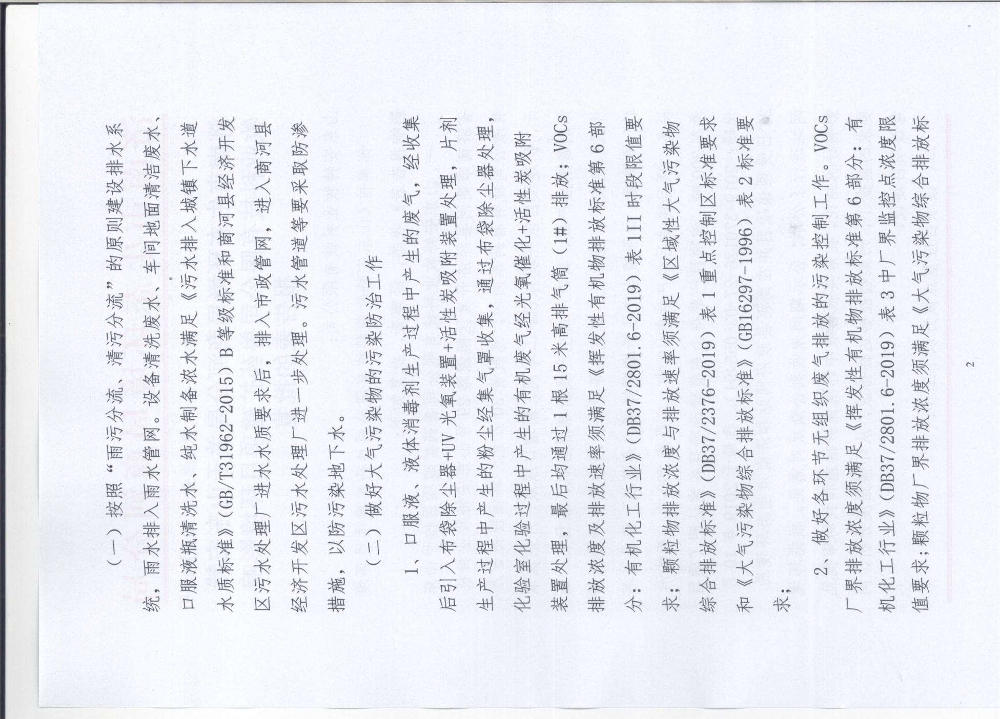 （一）按照“雨污分流、清污分流”的原则建设排水系
统，雨水排入雨水管网。设备清洗废水、车间地面清洁废水、
口服液瓶清洗水、纯水制备浓水满足《污水排入城镇下水道
水质标准》（GB/T31962-2015）B 等级标准和商河县经济开发
区污水处理厂进水水质要求后，排入市政管网，进入商河县
经济开发区污水处理厂进一步处理。污水管道等要采取防渗
措施，以防污染地下水。
（二）做好大气污染物的污染防治工作
1、 口服液、液体消毒剂生产过程中产生的废气，经收集
后引入布袋除尘器+UV 光氧装置+活性炭吸附装置处理，片剂
生产过程中产生的粉尘经集气罩收集，通过布袋除尘器处理，
化验室化验过程中产生的有机废气经光氧催化+活性炭吸附
装置处理，最后均通过 1 根 15 米高排气筒（1#）排放；VOCs
排放浓度及排放速率须满足《挥发性有机物排放标准第 6 部
分：有机化工行业》（DB37/2801.6-2019）表 1II 时段限值要
求；颗粒物排放浓度与排放速率须满足《区域性大气污染物
综合排放标准》（DB37/2376-2019）表 1 重点控制区标准要求
和《大气污染物综合排放标准》（GB16297-1996）表 2 标准要
求；
2、 做好各环节无组织废气排放的污染控制工作。VOCs
厂界排放浓度须满足《挥发性有机物排放标准第 6 部分：有
机化工行业》（DB37/2801.6-2019）表 3 中厂界监控点浓度限
值要求；颗粒物厂界排放浓度须满足《大气污染物综合排放标
2